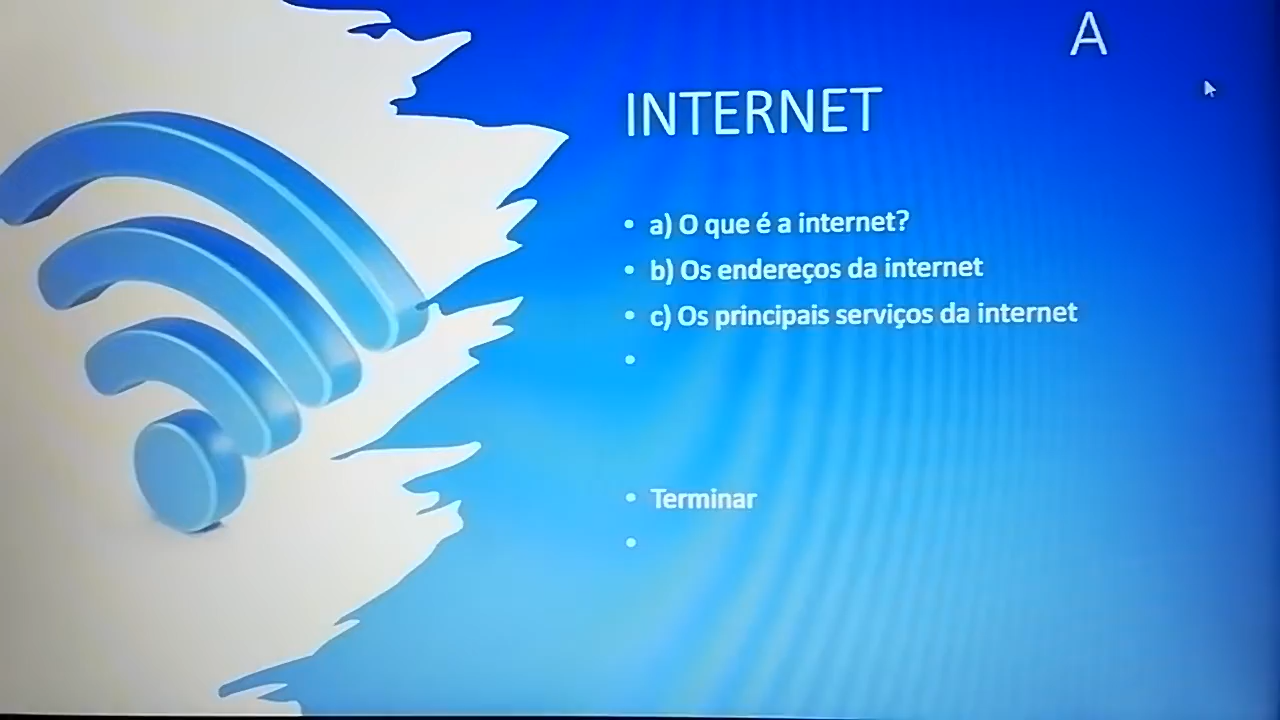 A
INTERNET
• a) O que é a internet?
• b) Os endereços da internet
• c) Os principais serviços da internet
•
• Terminar
•